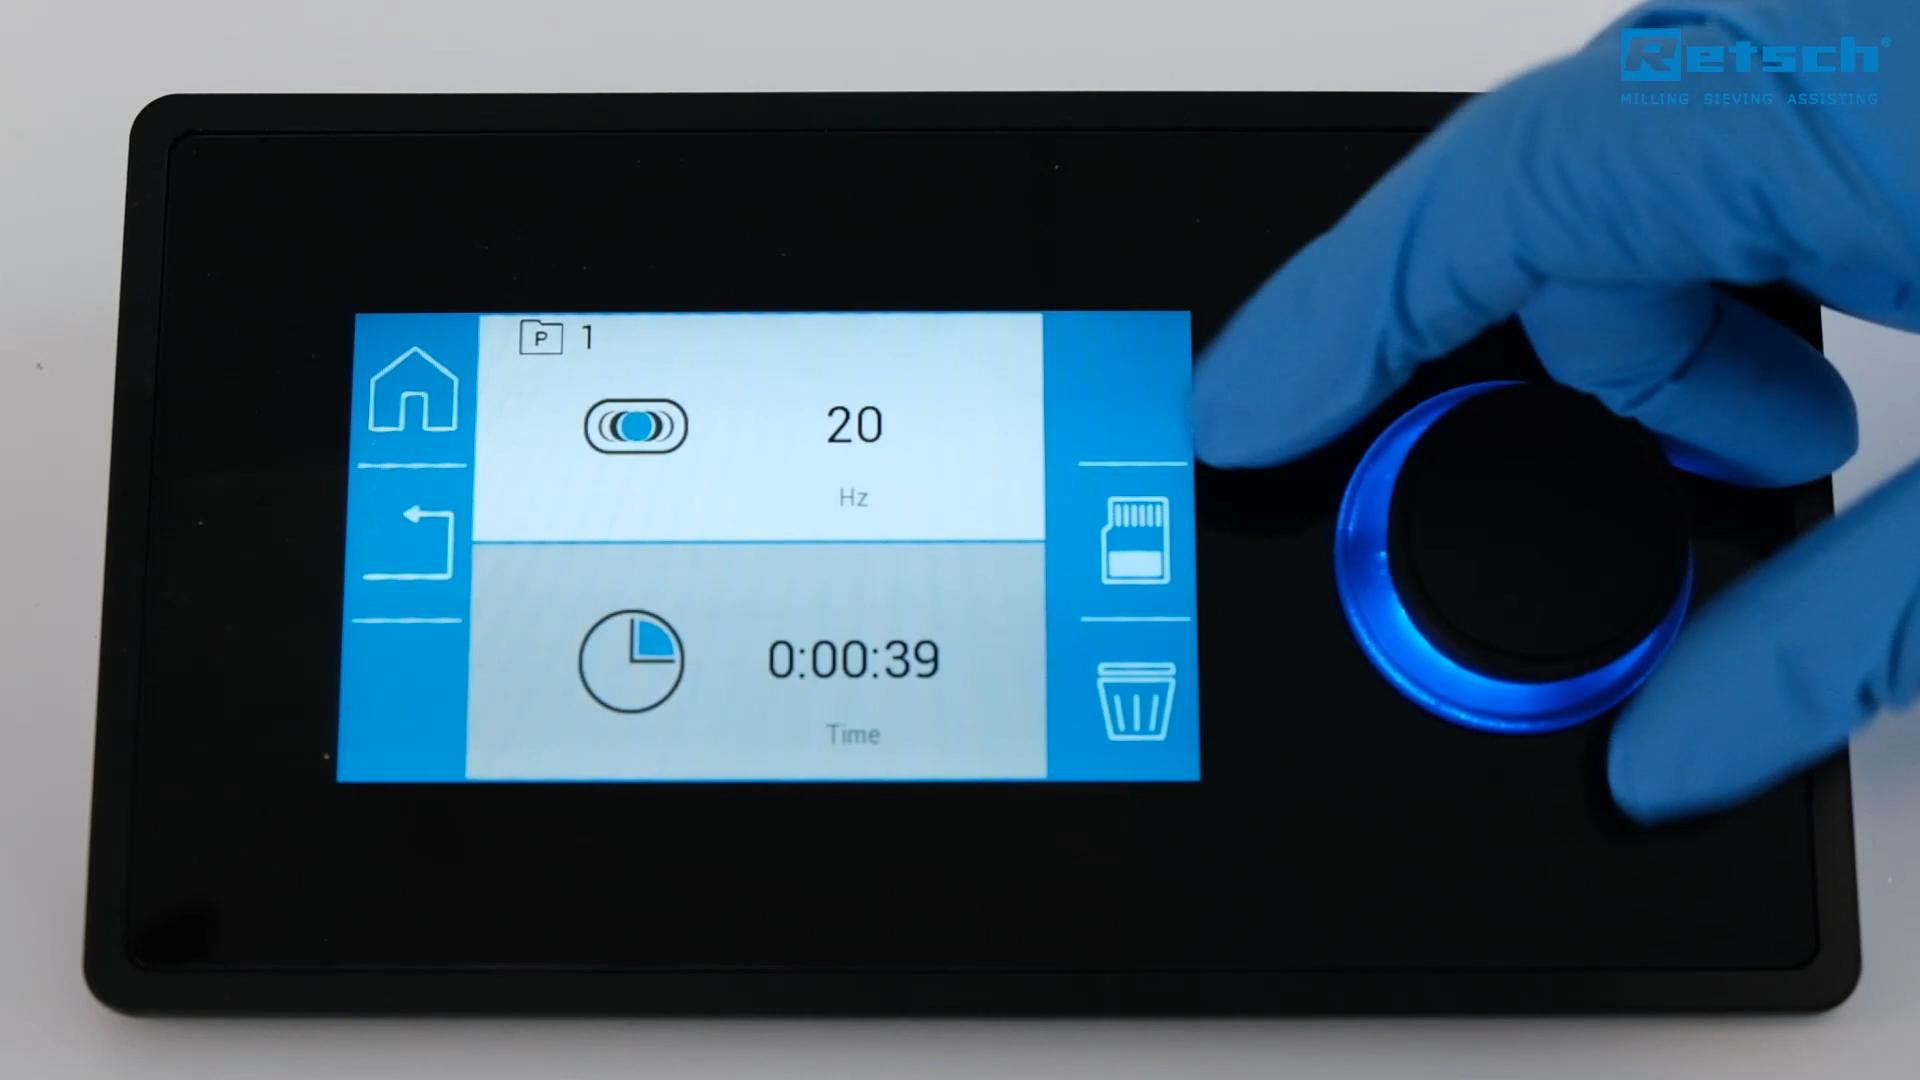 Retsch®
MILLING SIEVING ASSISTING
P 1
20
Hz
0:00:39
Time